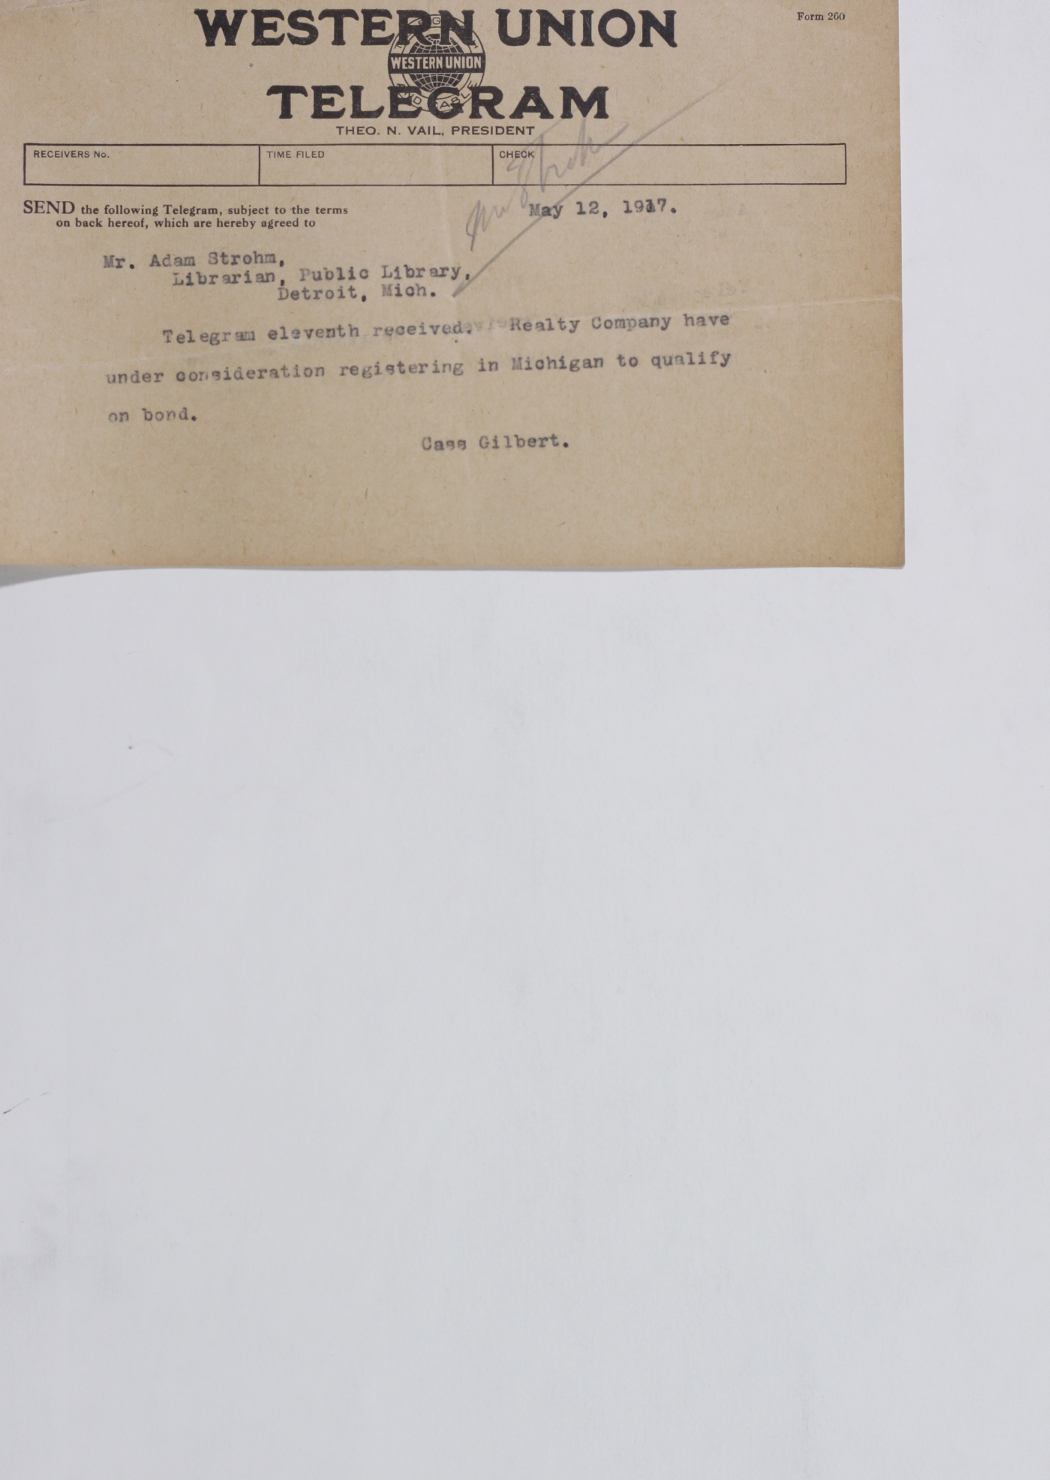 Form 260
WESTERN UNION
WESTERN UNION
TELEGRAM
THEO. N. VAIL, PRESIDENT
RECEIVERS No.
TIME FILED
CHECK
Mr Strohm
SEND the following Telegram, subject to the terms
on back hereof, which are hereby agreed to
May 12, 1917.
Mr. Adam Strohm,
Librarian, Public Library,
Detroit, Mich.
Telegram eleventh received. Realty Company have
under consideration registering in Michigan to qualify
on bond.
Cass Gilbert.